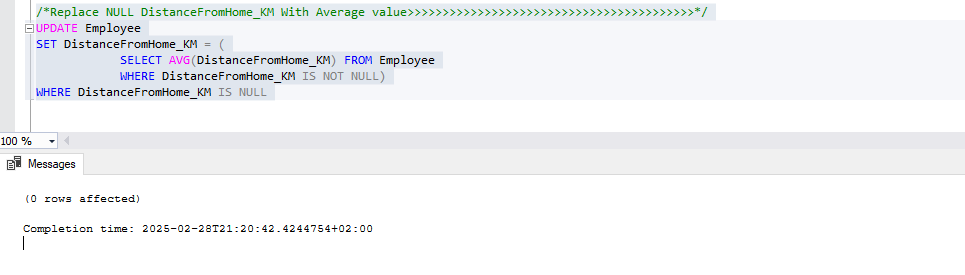 /*Replace NULL DistanceFromHome_KM With Average value>>>>>>>>>>>>>>>>>>>>>>>>>>>>>>>>>>>>>>>>>*/
UPDATE Employee
SET DistanceFromHome_KM = (
SELECT AVG(DistanceFromHome_KM) FROM Employee
WHERE DistanceFromHome_KM IS NOT NULL)
WHERE DistanceFromHome_KM IS NULL
100 %
Messages
(0 rows affected)
Completion time: 2025-02-28T21:20:42.4244754+02:00